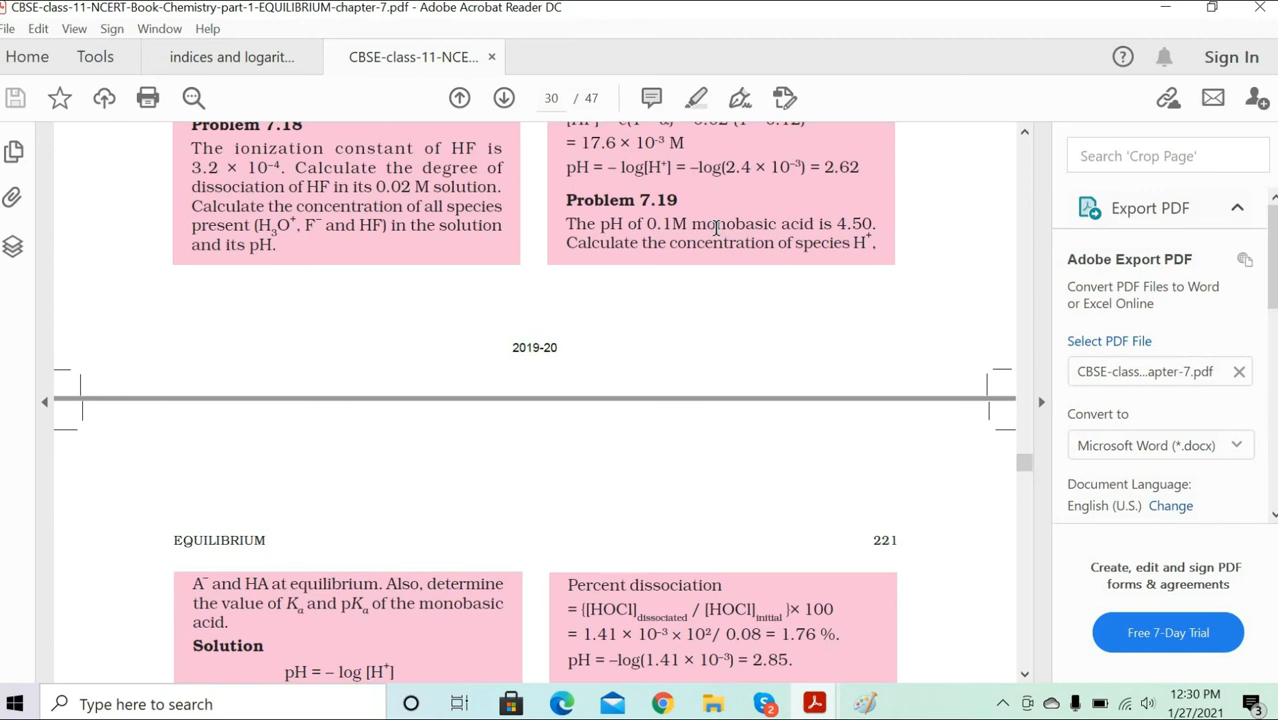 CBSE-class-11-NCERT-Book-Chemistry-part-1-EQUILIBRIUM-chapter-7.pdf - Adobe Acrobat Reader DC
File Edit View Sign Window Help
Home Tools indices and logarit... CBSE-class-11-NCE... × Sign In
30 / 47
Problem 7.18
The ionization constant of HF is
3.2 × 10⁻⁴. Calculate the degree of
dissociation of HF in its 0.02 M solution.
Calculate the concentration of all species
present (H₃O⁺, F⁻ and HF) in the solution
and its pH.
= 17.6 × 10⁻³ M
pH = – log[H⁺] = –log(2.4 × 10⁻³) = 2.62
Problem 7.19
The pH of 0.1M monobasic acid is 4.50.
Calculate the concentration of species H⁺,
2019-20
EQUILIBRIUM 221
A⁻ and HA at equilibrium. Also, determine
the value of Kₐ and pKₐ of the monobasic
acid.
Solution
pH = – log [H⁺]
Percent dissociation
= {[HOCl]dissociated / [HOCl]initial }× 100
= 1.41 × 10⁻³ × 10²/ 0.08 = 1.76 %.
pH = –log(1.41 × 10⁻³) = 2.85.
Search 'Crop Page'
Export PDF
Adobe Export PDF
Convert PDF Files to Word
or Excel Online
Select PDF File
CBSE-class...apter-7.pdf
Convert to
Microsoft Word (*.docx)
Document Language:
English (U.S.) Change
Create, edit and sign PDF
forms & agreements
Free 7-Day Trial
Type here to search
2
12:30 PM
1/27/2021
3